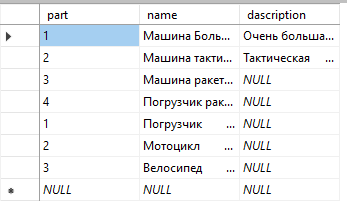 part name dascription
1 Машина Боль... Очень больша...
2 Машина такти... Тактическая ...
3 Машина ракет... NULL
4 Погрузчик рак... NULL
1 Погрузчик ... NULL
2 Мотоцикл ... NULL
3 Велосипед ... NULL
NULL NULL NULL